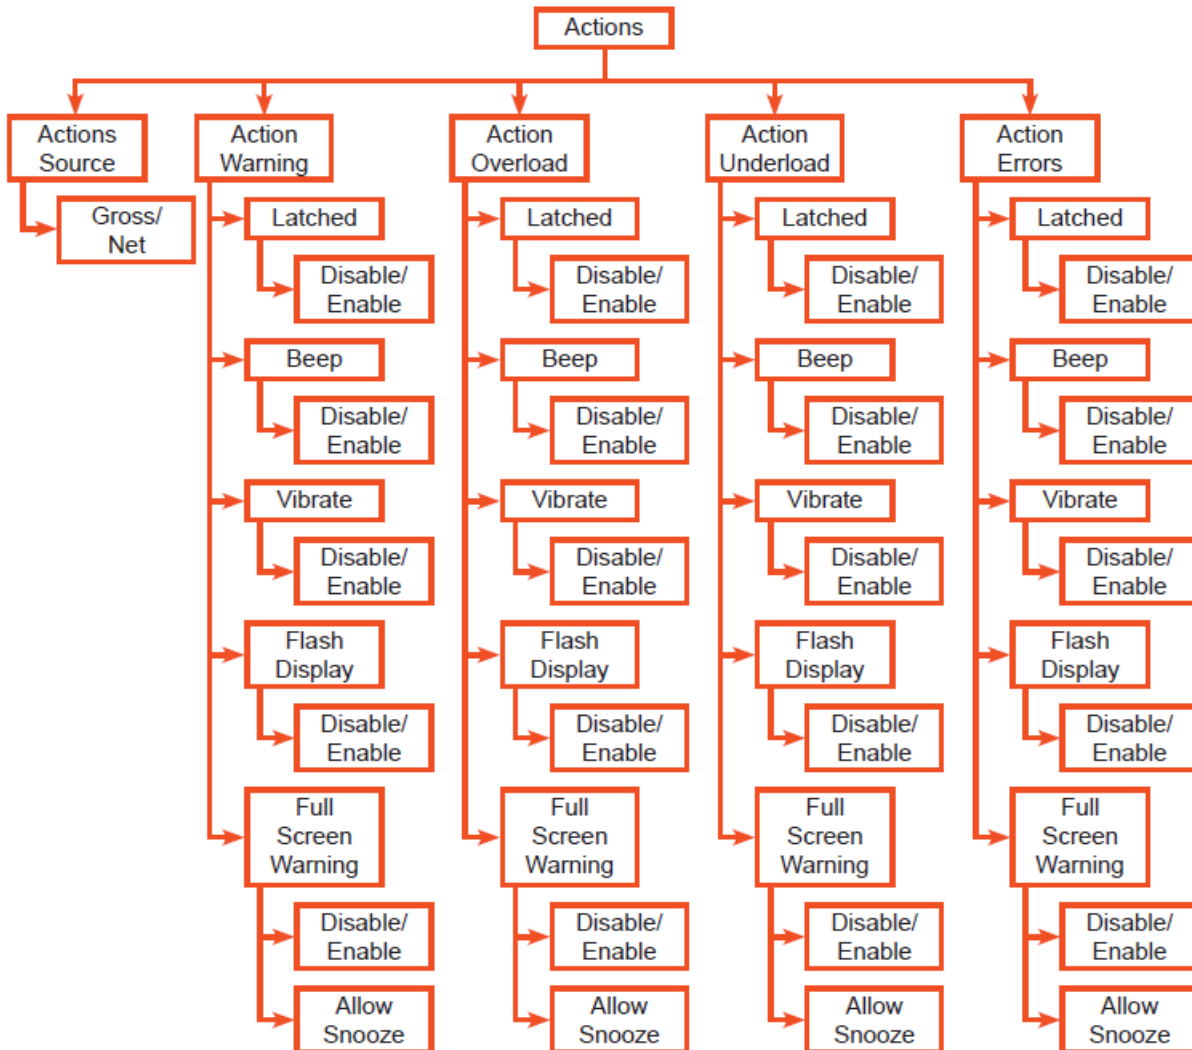 Actions
Actions
Source
Action
Warning
Action
Overload
Action
Underload
Action
Errors
Gross/
Net
Latched
Latched
Latched
Latched
Disable/
Enable
Disable/
Enable
Disable/
Enable
Disable/
Enable
Beep
Beep
Beep
Beep
Disable/
Enable
Disable/
Enable
Disable/
Enable
Disable/
Enable
Vibrate
Vibrate
Vibrate
Vibrate
Disable/
Enable
Disable/
Enable
Disable/
Enable
Disable/
Enable
Flash
Display
Flash
Display
Flash
Display
Flash
Display
Disable/
Enable
Disable/
Enable
Disable/
Enable
Disable/
Enable
Full
Screen
Warning
Full
Screen
Warning
Full
Screen
Warning
Full
Screen
Warning
Disable/
Enable
Disable/
Enable
Disable/
Enable
Disable/
Enable
Allow
Snooze
Allow
Snooze
Allow
Snooze
Allow
Snooze